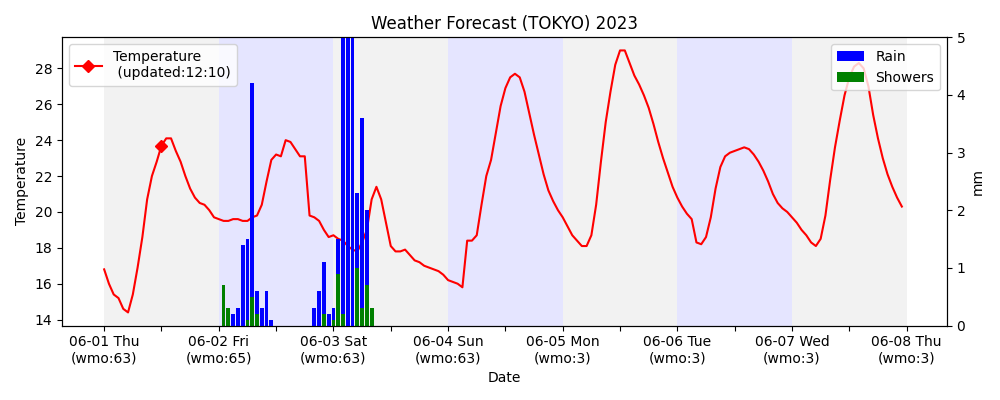 Weather Forecast (TOKYO) 2023
Temperature
(updated:12:10)
Rain
Showers
Temperature
28
26
24
22
20
18
16
14
5
4
3
2
1
0
mm
06-01 Thu
(wmo:63)
06-02 Fri
(wmo:65)
06-03 Sat
(wmo:63)
06-04 Sun
(wmo:63)
06-05 Mon
(wmo:3)
06-06 Tue
(wmo:3)
06-07 Wed
(wmo:3)
06-08 Thu
(wmo:3)
Date